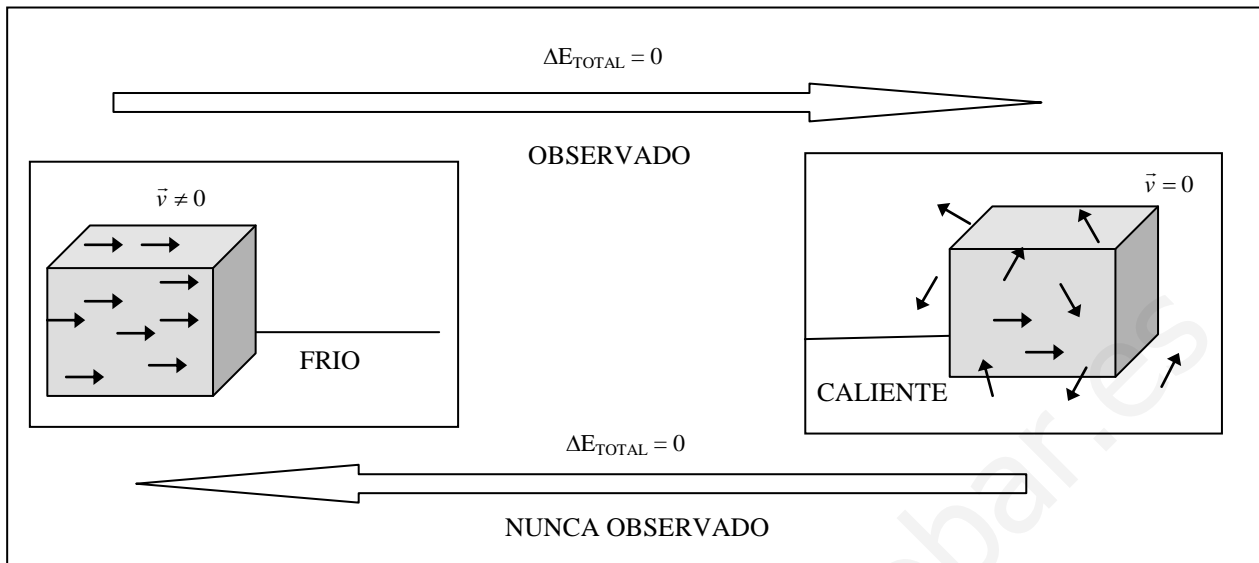 ΔE_TOTAL = 0
OBSERVADO
v⃗ ≠ 0
v⃗ = 0
FRIO
CALIENTE
ΔE_TOTAL = 0
NUNCA OBSERVADO